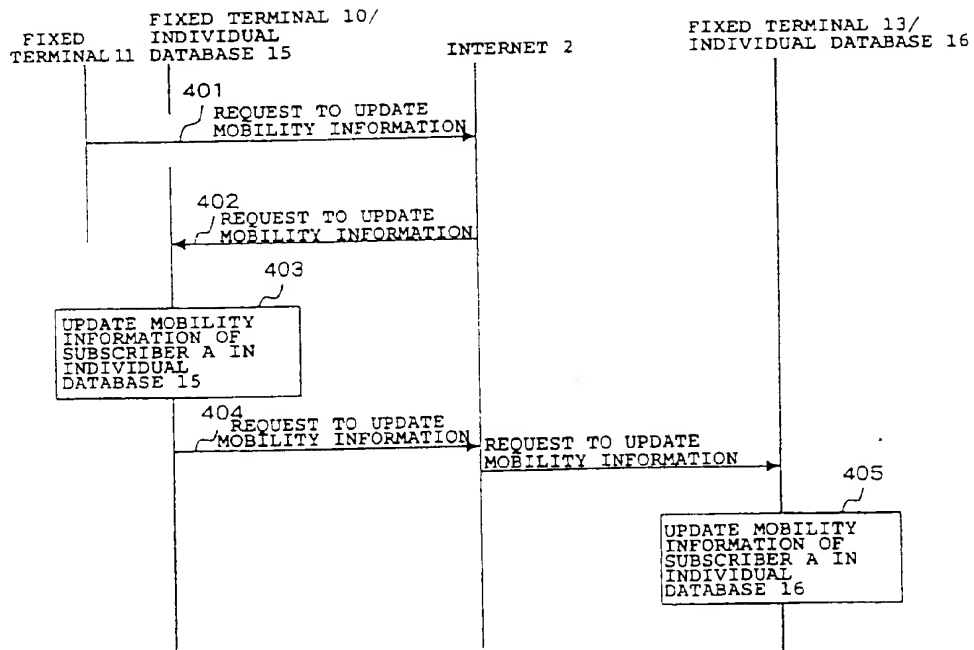 FIXED
TERMINAL 11
FIXED TERMINAL 10/
INDIVIDUAL
DATABASE 15
INTERNET 2
FIXED TERMINAL 13/
INDIVIDUAL DATABASE 16
401
REQUEST TO UPDATE
MOBILITY INFORMATION
402
REQUEST TO UPDATE
MOBILITY INFORMATION
403
UPDATE MOBILITY
INFORMATION OF
SUBSCRIBER A IN
INDIVIDUAL
DATABASE 15
404
REQUEST TO UPDATE
MOBILITY INFORMATION
REQUEST TO UPDATE
MOBILITY INFORMATION
405
UPDATE MOBILITY
INFORMATION OF
SUBSCRIBER A IN
INDIVIDUAL
DATABASE 16